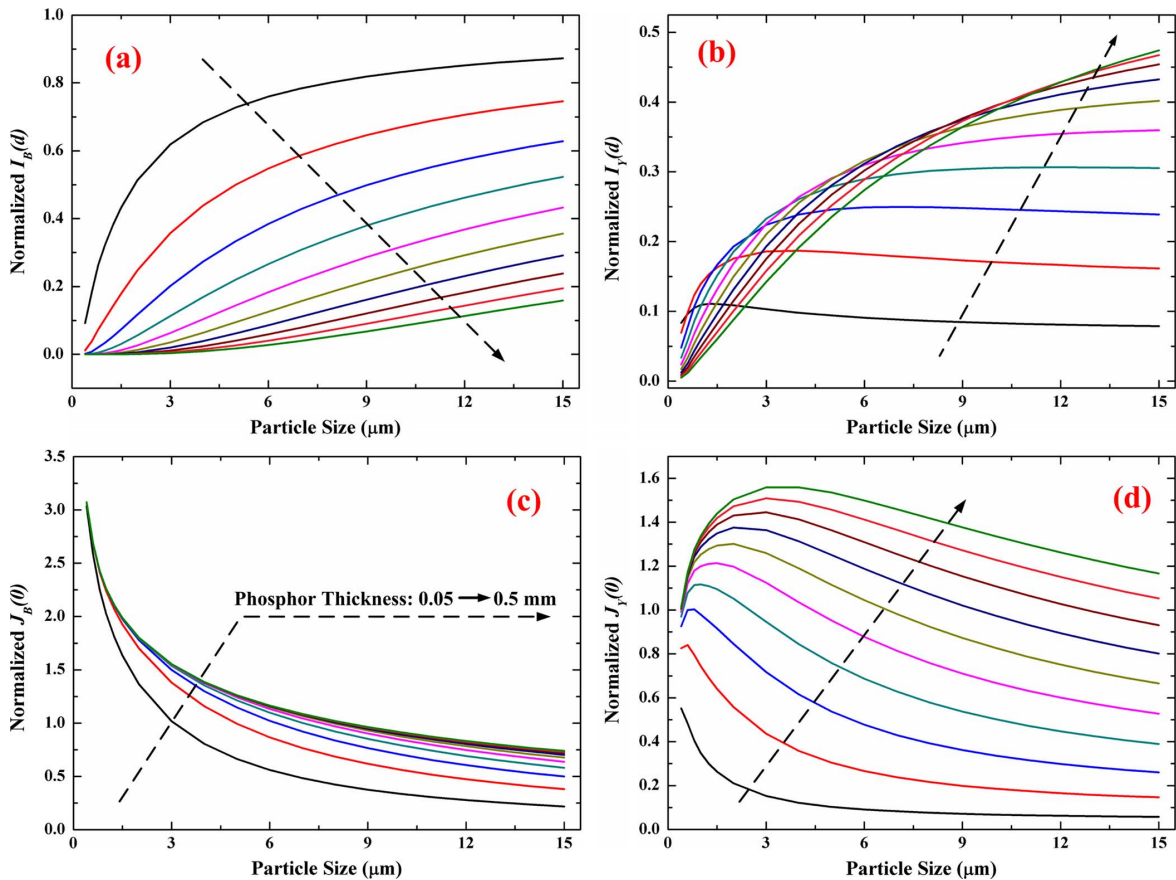 (a)
Normalized I_B(d)
1.0
0.8
0.6
0.4
0.2
0.0
0 3 6 9 12 15
Particle Size (μm)
(b)
Normalized I_Y(d)
0.5
0.4
0.3
0.2
0.1
0.0
0 3 6 9 12 15
Particle Size (μm)
(c)
Normalized J_B(0)
3.5
3.0
2.5
2.0
1.5
1.0
0.5
0.0
Phosphor Thickness: 0.05 → 0.5 mm
0 3 6 9 12 15
Particle Size (μm)
(d)
Normalized J_Y(0)
1.6
1.4
1.2
1.0
0.8
0.6
0.4
0.2
0.0
0 3 6 9 12 15
Particle Size (μm)